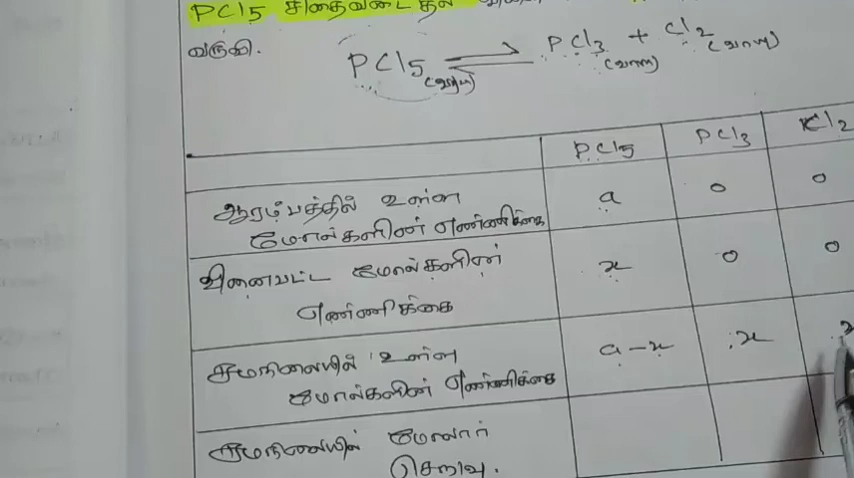 PCl5 சிதைவடைதல்
வருவி.
PCl5 (வாயு) ⇌ PCl3 (வாயு) + Cl2 (வாயு)
PCl5 PCl3 Cl2
ஆரம்பத்தில் உள்ள மோல்களின் எண்ணிக்கை a 0 0
வினைபட்ட மோல்களின் எண்ணிக்கை x 0 0
சமநிலையில் உள்ள மோல்களின் எண்ணிக்கை a-x x
சமநிலையில் மோலார் செறிவு.